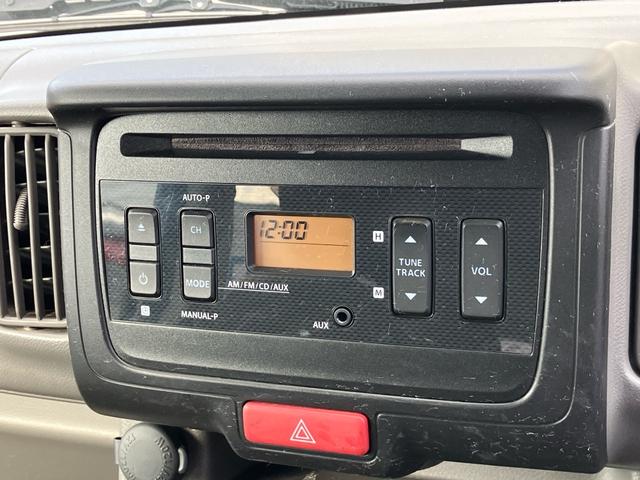 AUTO-P
CH
12:00
H
TUNE
TRACK
VOL
MODE
AM/FM/CD/AUX
M
MANUAL-P
AUX